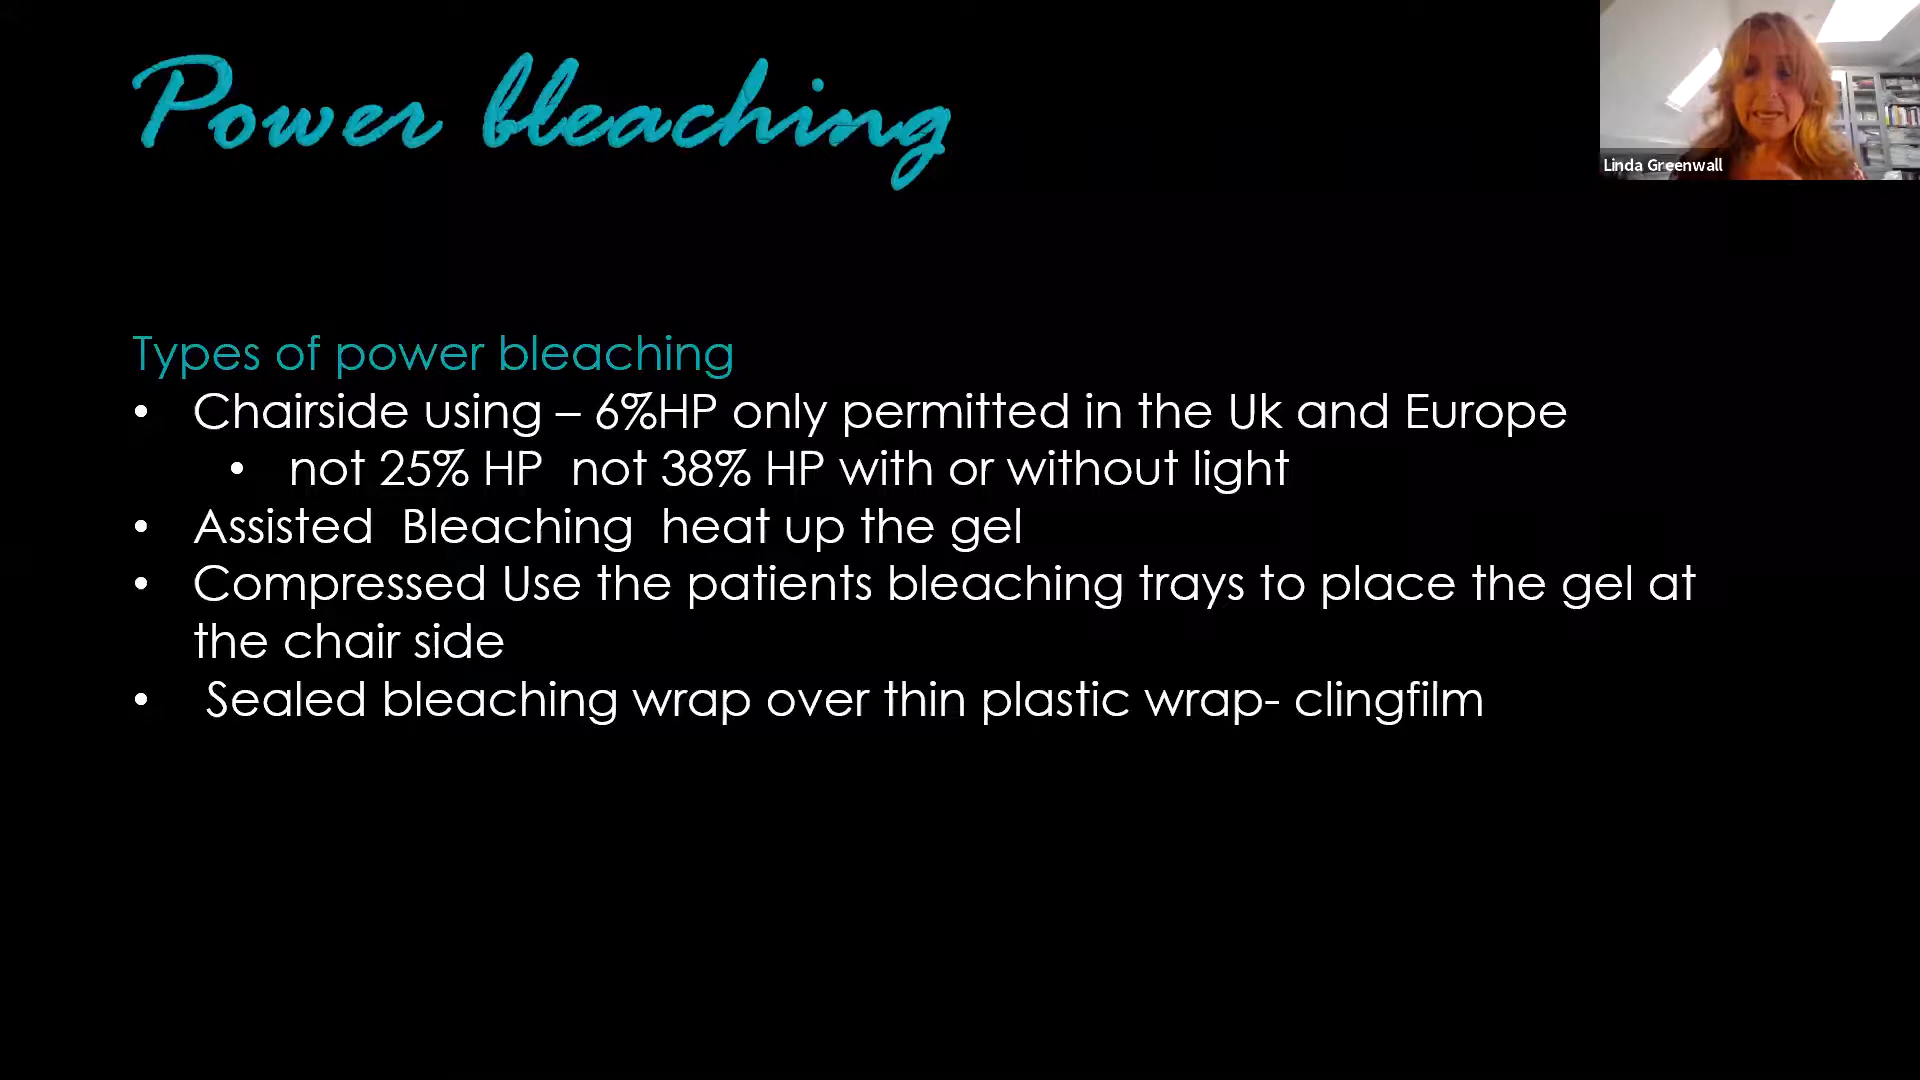 Power bleaching
Linda Greenwall
Types of power bleaching
• Chairside using – 6%HP only permitted in the Uk and Europe
• not 25% HP  not 38% HP with or without light
• Assisted  Bleaching  heat up the gel
• Compressed Use the patients bleaching trays to place the gel at
the chair side
• Sealed bleaching wrap over thin plastic wrap- clingfilm